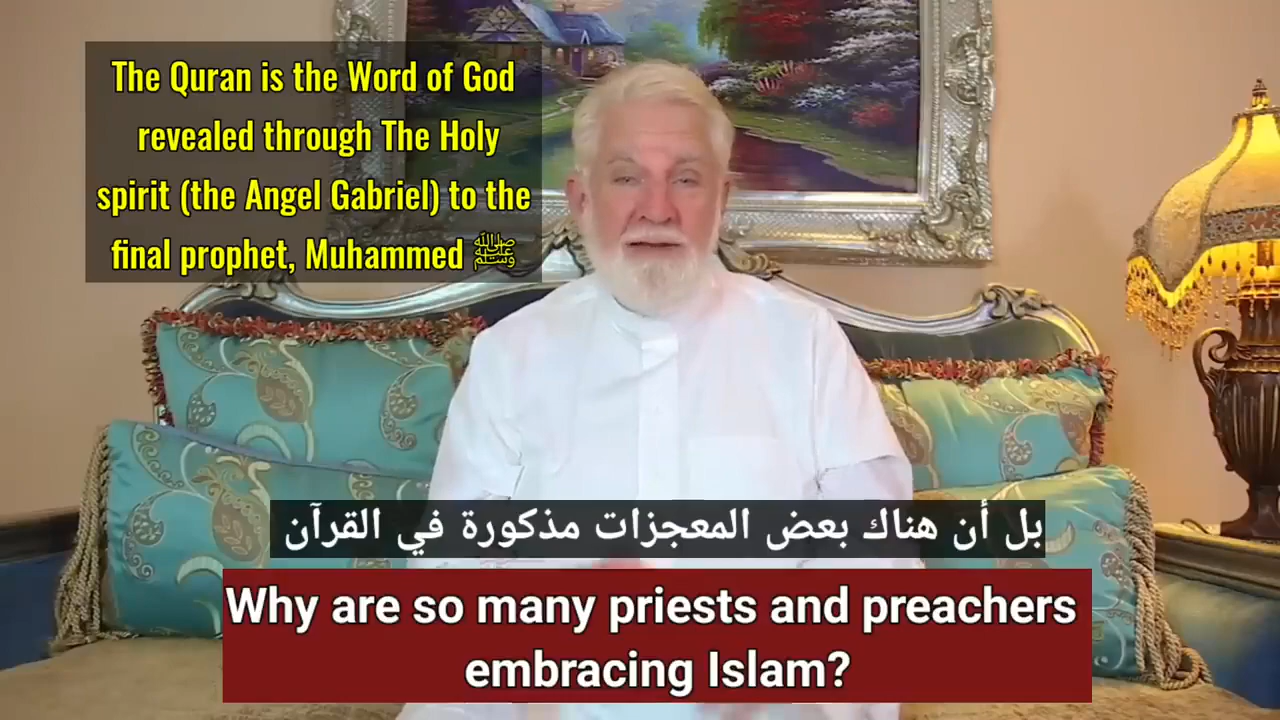 The Quran is the Word of God
revealed through The Holy
spirit (the Angel Gabriel) to the
final prophet, Muhammed ﷺ
بل أن هناك بعض المعجزات مذكورة في القرآن
Why are so many priests and preachers
embracing Islam?